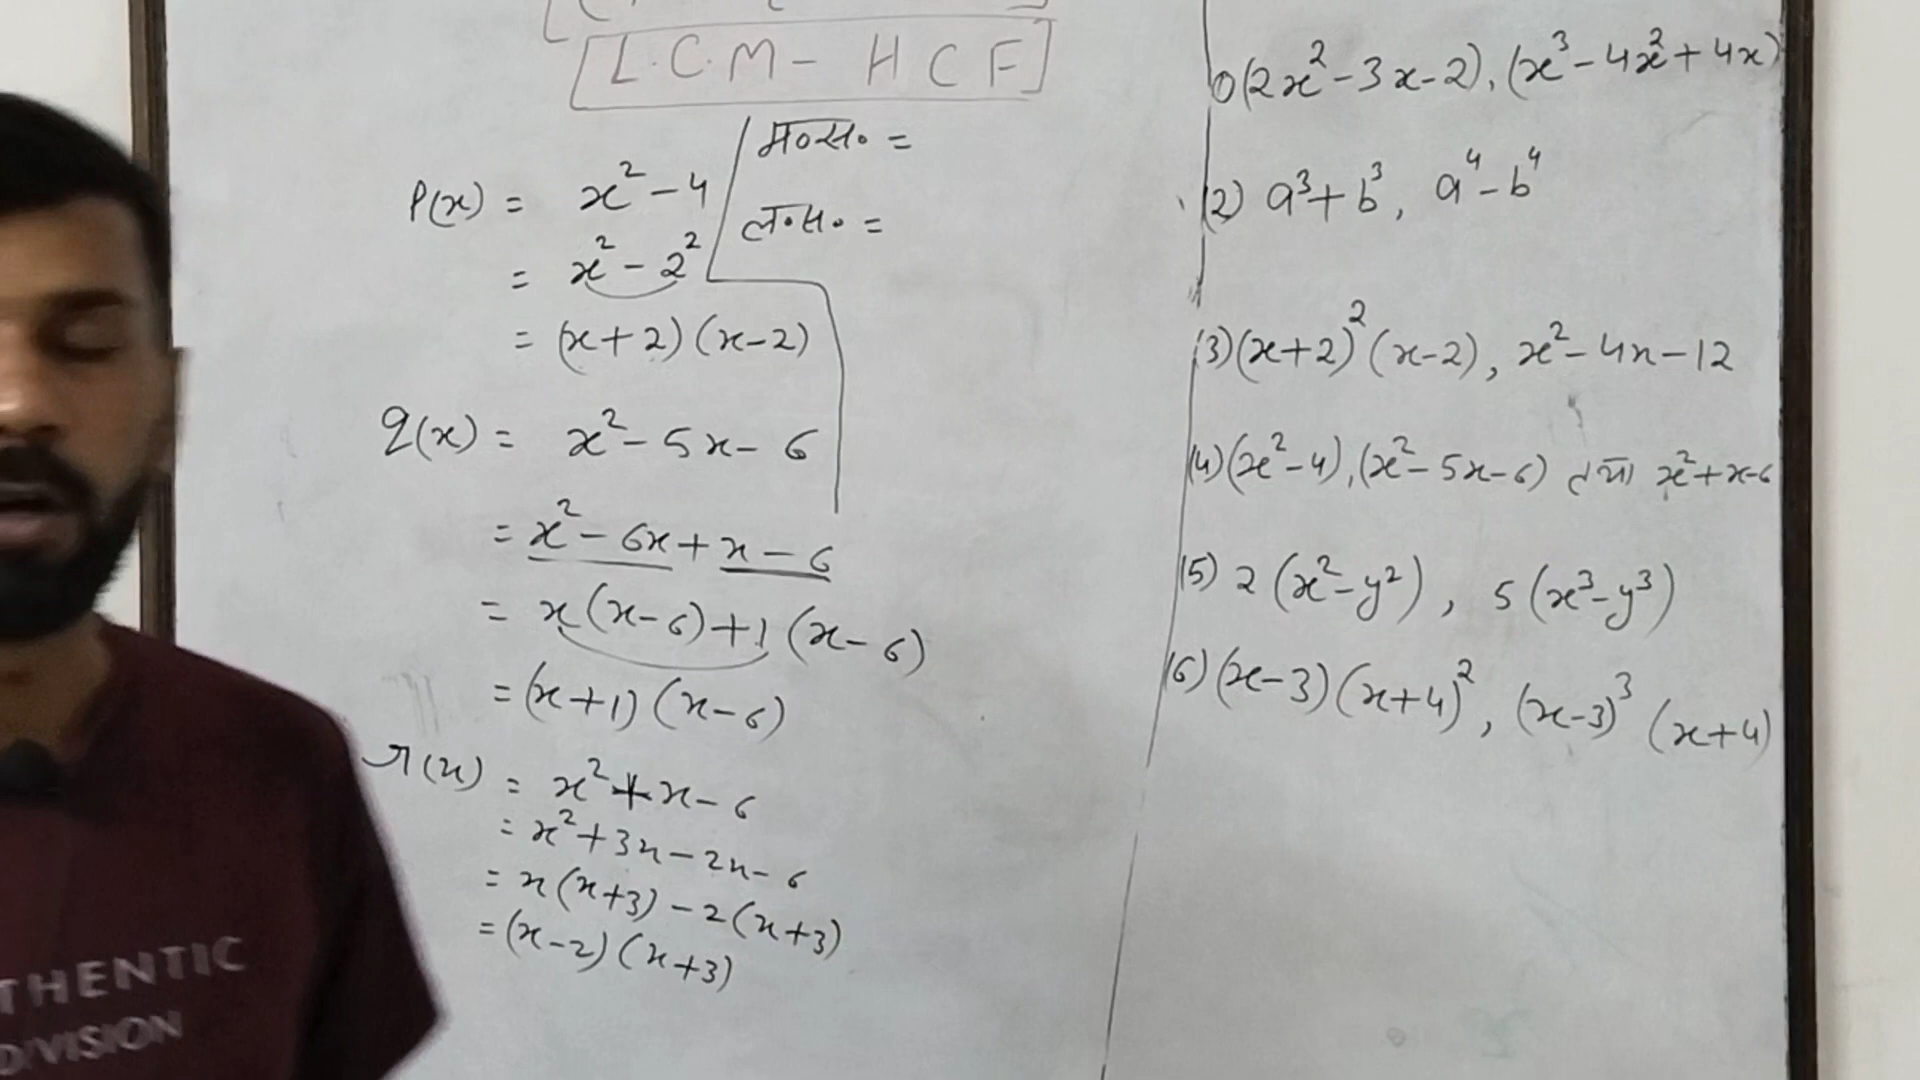 L.C.M - H C F
म०स० =
ल०स० =
P(x) = x² - 4
= x² - 2²
= (x+2) (x-2)
q(x) = x² - 5x - 6
= x² - 6x + x - 6
= x(x-6) + 1 (x-6)
= (x+1) (x-6)
r(x) = x² + x - 6
= x² + 3x - 2x - 6
= x(x+3) - 2(x+3)
= (x-2) (x+3)
(2x² - 3x - 2), (x³ - 4x² + 4x)
(2) a³ + b³, a⁴ - b⁴
(3) (x+2)² (x-2), x² - 4x - 12
(4) (x² - 4), (x² - 5x - 6) तथा x² + x - 6
(5) 2 (x² - y²), 5 (x³ - y³)
(6) (x-3) (x+4)², (x-3)³ (x+4)
THENTIC
DIVISION